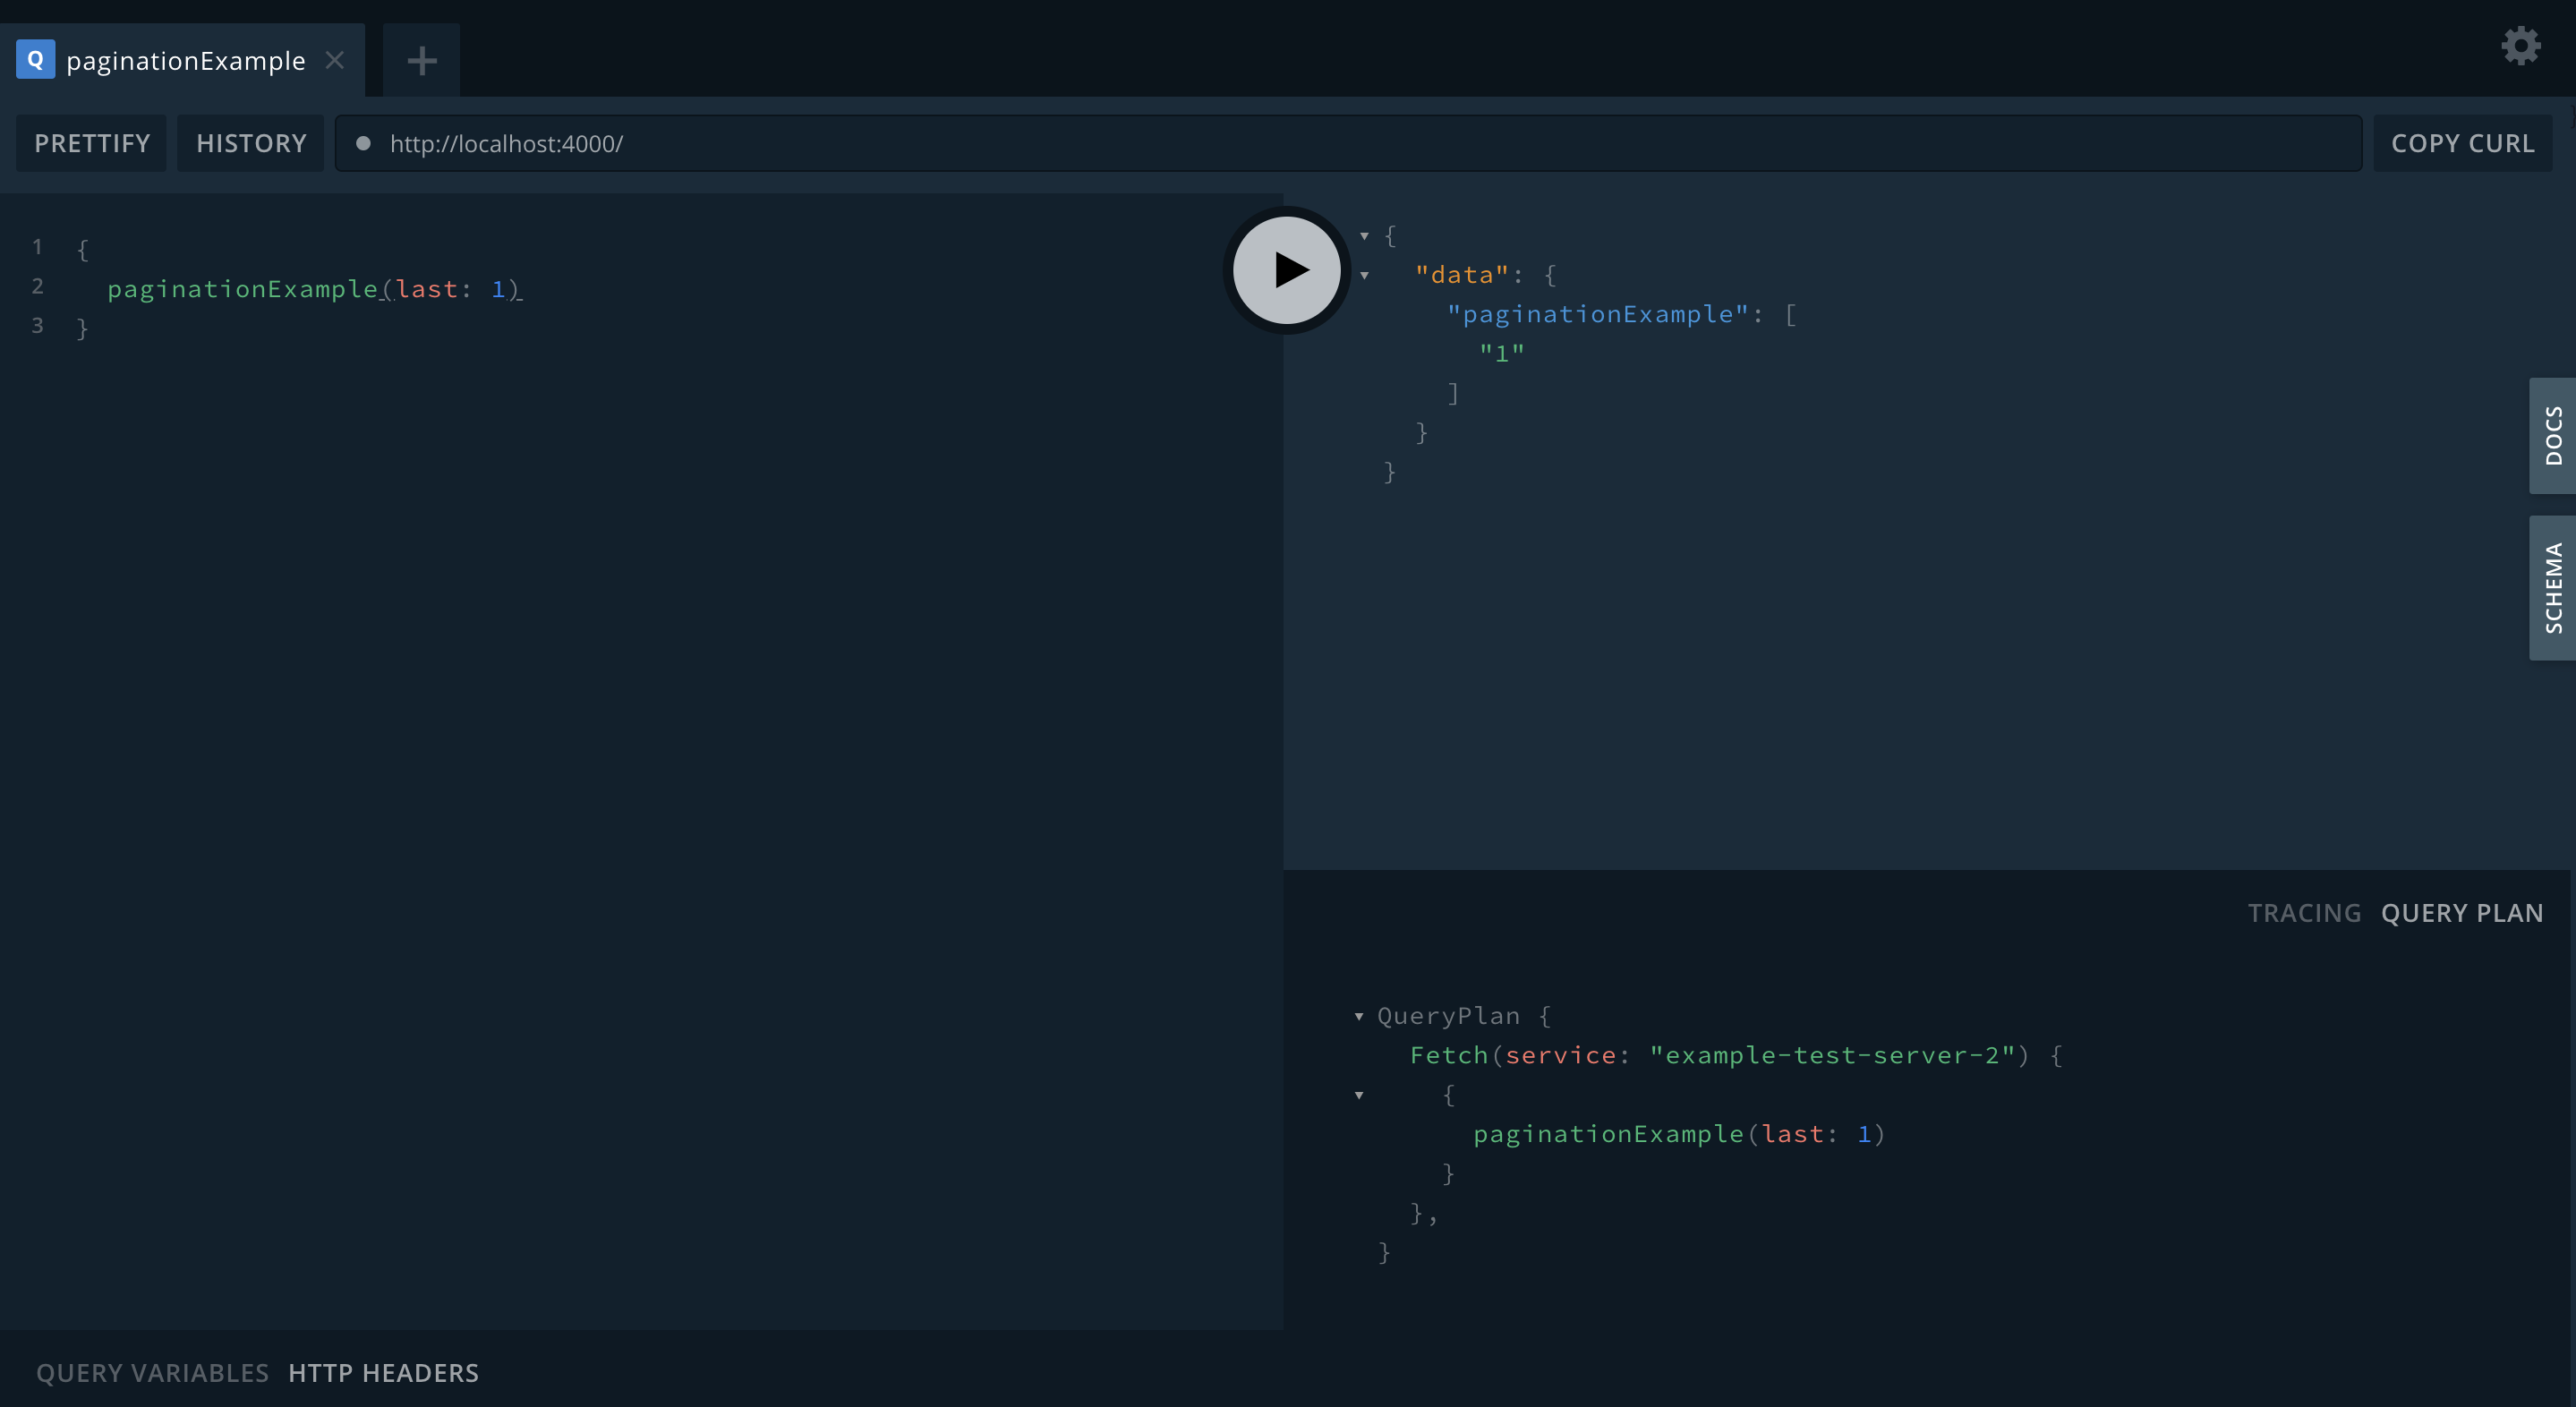 Q paginationExample
PRETTIFY HISTORY http://localhost:4000/ COPY CURL
1 {
2 paginationExample(last: 1)
3 }
{
"data": {
"paginationExample": [
"1"
]
}
}
DOCS
SCHEMA
TRACING QUERY PLAN
QueryPlan {
Fetch(service: "example-test-server-2") {
{
paginationExample(last: 1)
}
},
}
QUERY VARIABLES HTTP HEADERS